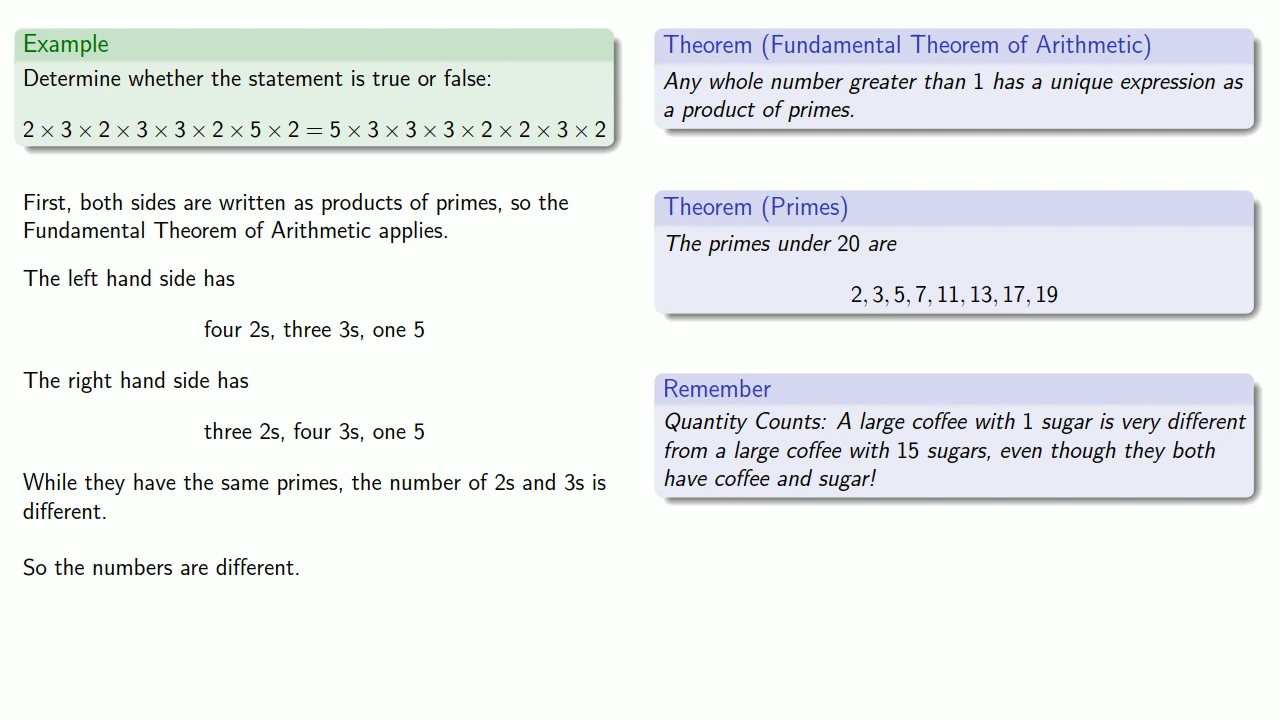 Example
Determine whether the statement is true or false:
2 × 3 × 2 × 3 × 3 × 2 × 5 × 2 = 5 × 3 × 3 × 3 × 2 × 2 × 3 × 2
First, both sides are written as products of primes, so the
Fundamental Theorem of Arithmetic applies.
The left hand side has
four 2s, three 3s, one 5
The right hand side has
three 2s, four 3s, one 5
While they have the same primes, the number of 2s and 3s is
different.
So the numbers are different.
Theorem (Fundamental Theorem of Arithmetic)
Any whole number greater than 1 has a unique expression as
a product of primes.
Theorem (Primes)
The primes under 20 are
2, 3, 5, 7, 11, 13, 17, 19
Remember
Quantity Counts: A large coffee with 1 sugar is very different
from a large coffee with 15 sugars, even though they both
have coffee and sugar!